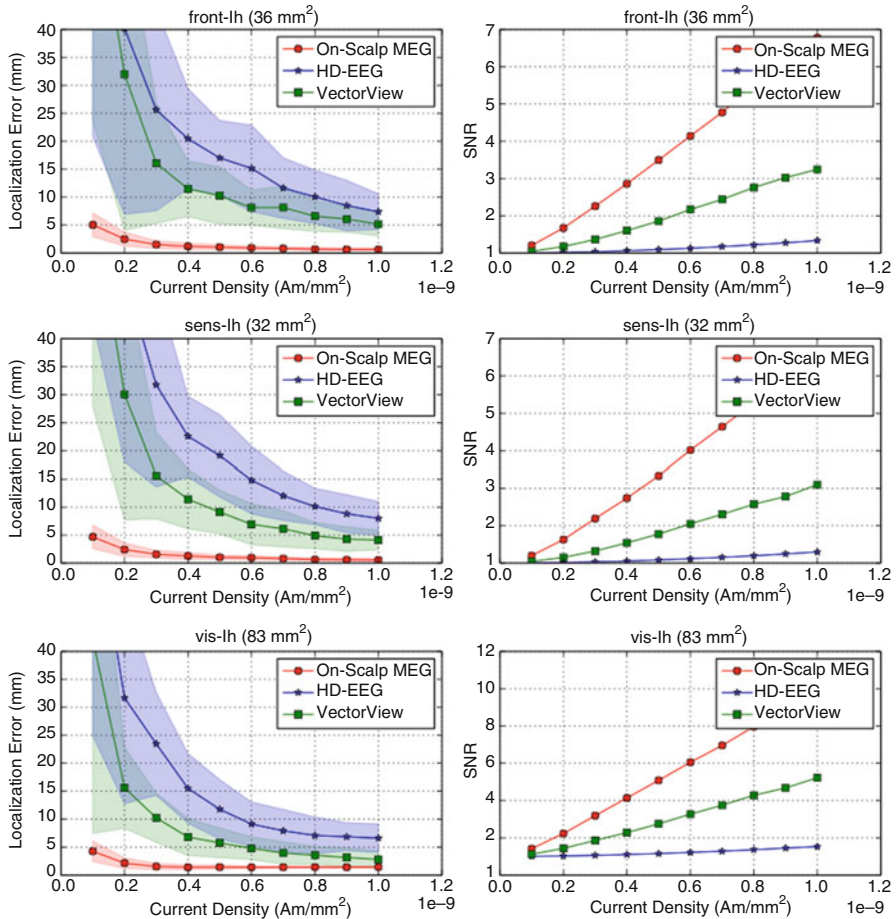 front-lh (36 mm²)
Localization Error (mm)
40
35
30
25
20
15
10
5
0
On-Scalp MEG
HD-EEG
VectorView
0.0 0.2 0.4 0.6 0.8 1.0 1.2
Current Density (Am/mm²)
1e–9
front-lh (36 mm²)
SNR
7
6
5
4
3
2
1
On-Scalp MEG
HD-EEG
VectorView
0.0 0.2 0.4 0.6 0.8 1.0 1.2
Current Density (Am/mm²)
1e–9
sens-lh (32 mm²)
Localization Error (mm)
40
35
30
25
20
15
10
5
0
On-Scalp MEG
HD-EEG
VectorView
0.0 0.2 0.4 0.6 0.8 1.0 1.2
Current Density (Am/mm²)
1e-9
sens-lh (32 mm²)
SNR
7
6
5
4
3
2
1
On-Scalp MEG
HD-EEG
VectorView
0.0 0.2 0.4 0.6 0.8 1.0 1.2
Current Density (Am/mm²)
1e–9
vis-lh (83 mm²)
Localization Error (mm)
40
35
30
25
20
15
10
5
0
On-Scalp MEG
HD-EEG
VectorView
0.0 0.2 0.4 0.6 0.8 1.0 1.2
Current Density (Am/mm²)
1e–9
vis-lh (83 mm²)
SNR
12
10
8
6
4
2
1
On-Scalp MEG
HD-EEG
VectorView
0.0 0.2 0.4 0.6 0.8 1.0 1.2
Current Density (Am/mm²)
1e–9